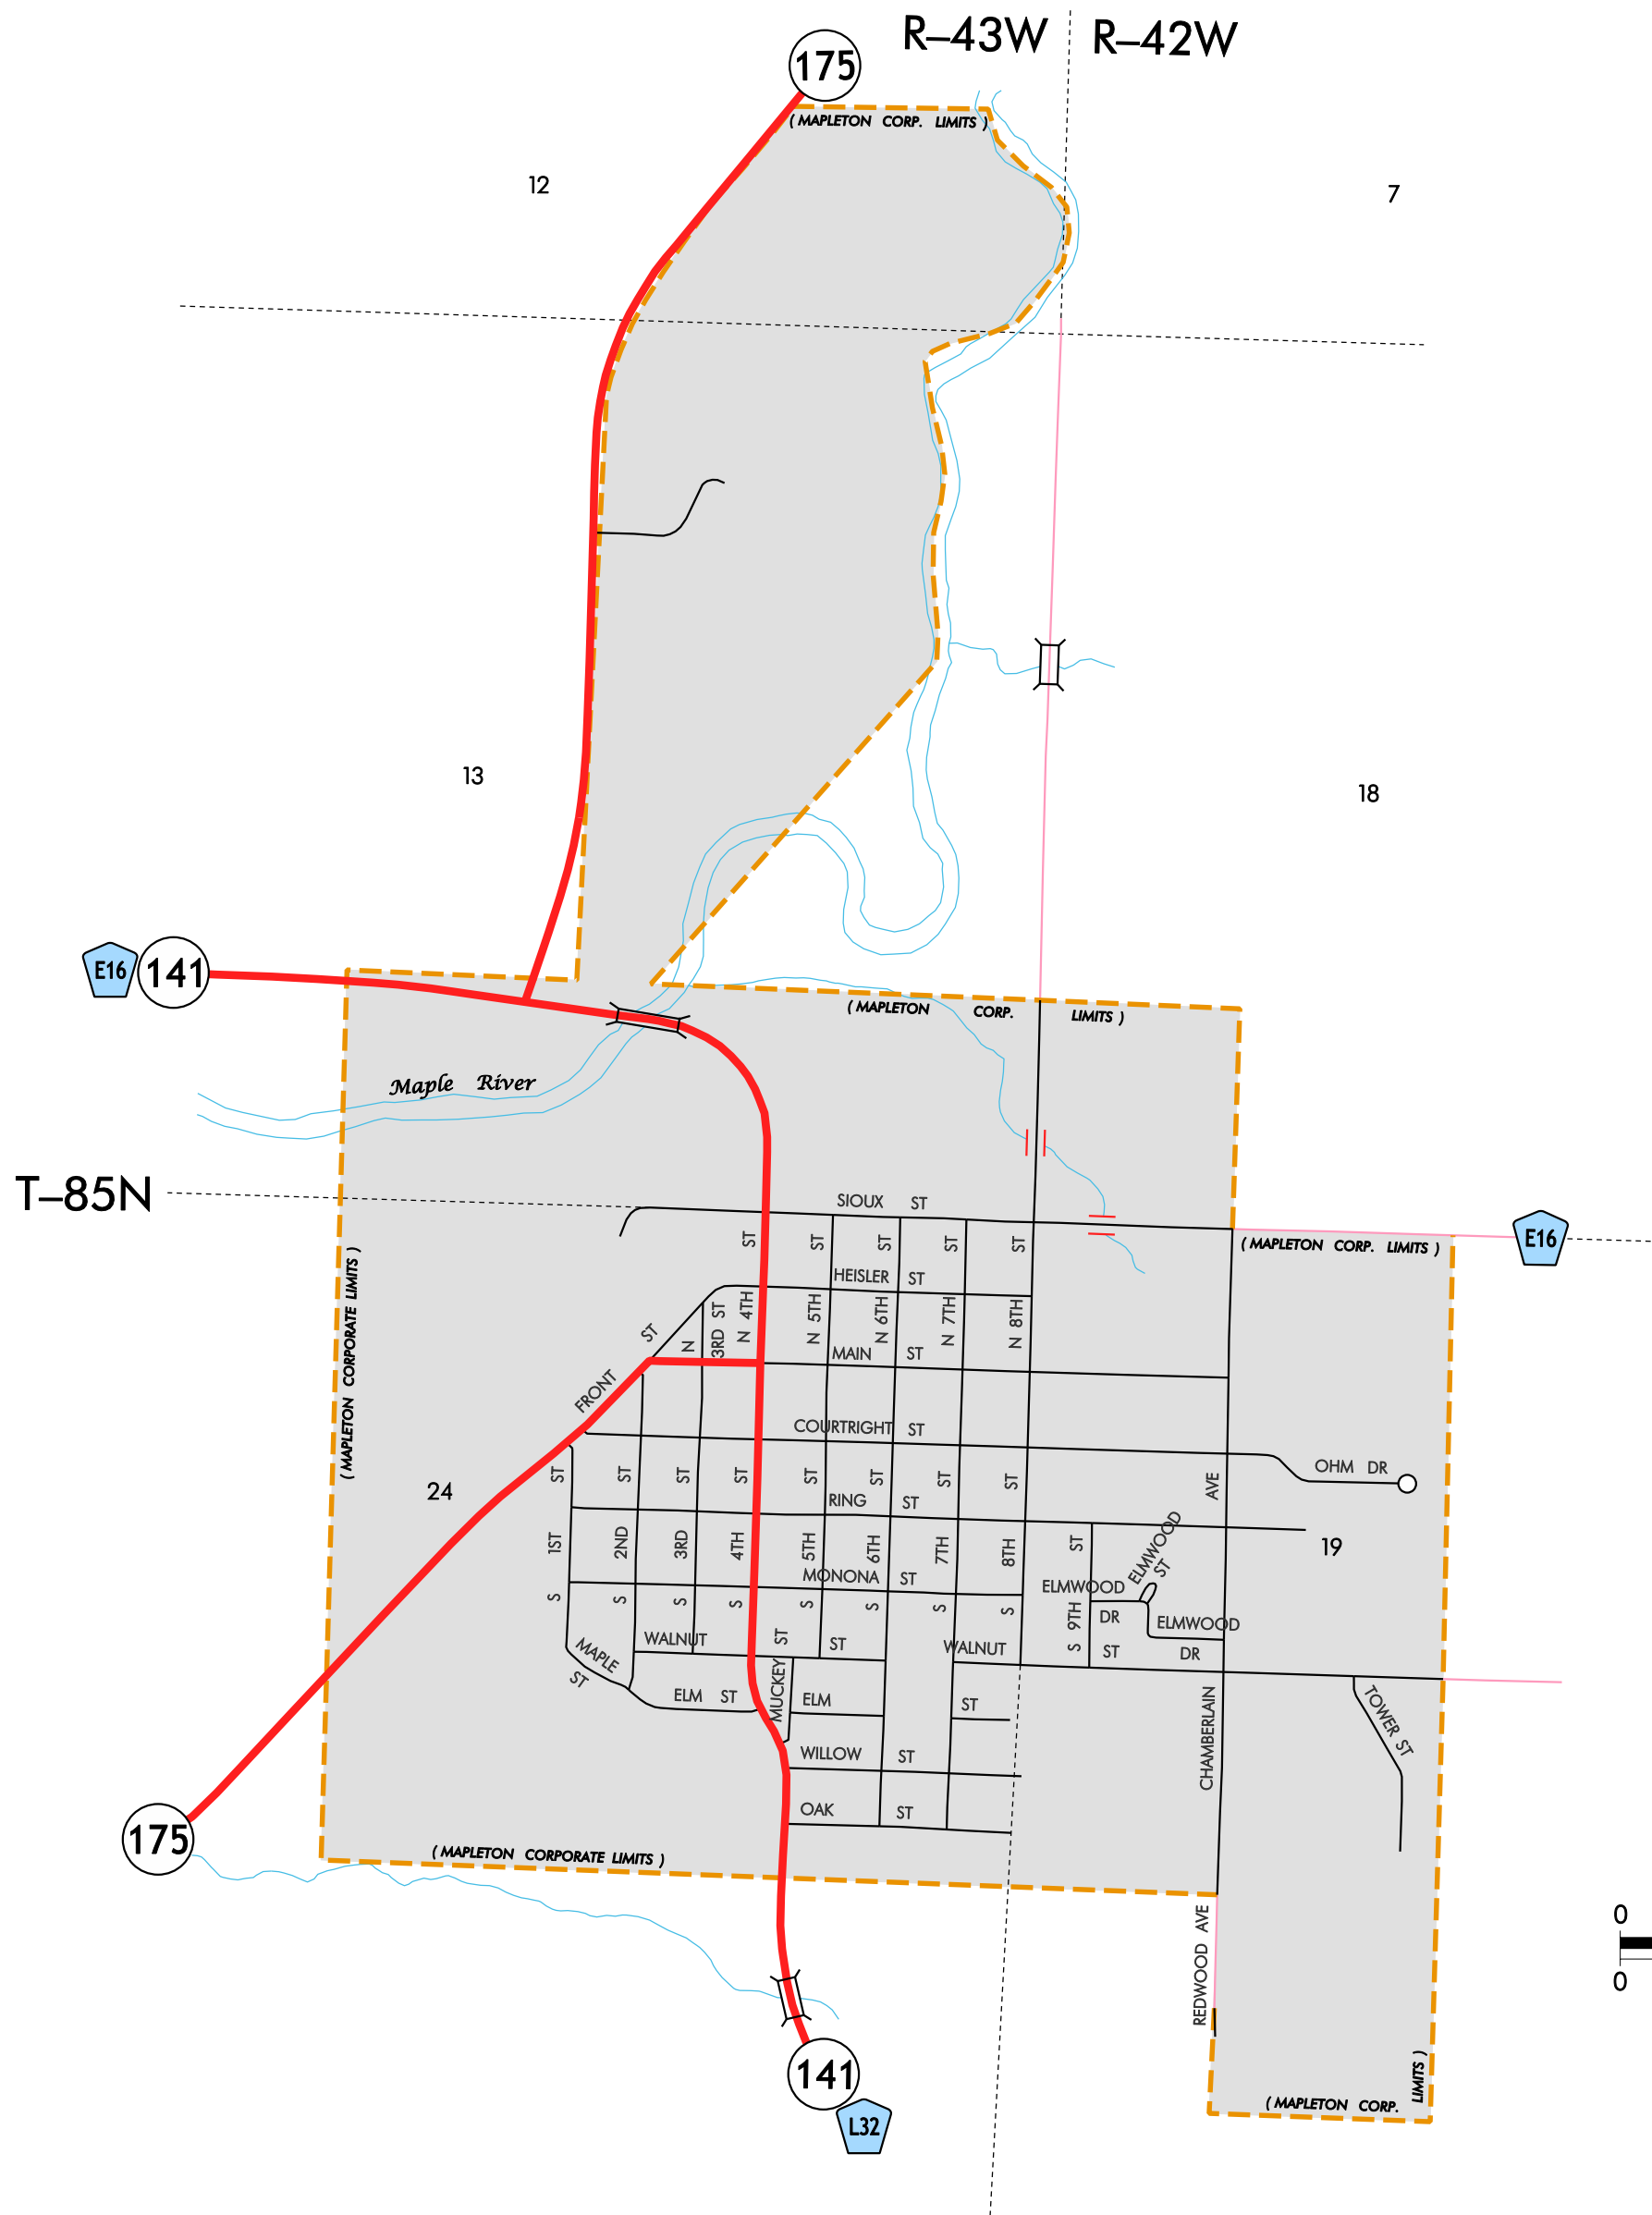 R–43W R–42W
175
( MAPLETON CORP. LIMITS )
12
7
13
18
E16 141
( MAPLETON CORP. LIMITS )
Maple River
T–85N
SIOUX ST
E16
( MAPLETON CORP. LIMITS )
( MAPLETON CORPORATE LIMITS )
HEISLER ST
N 3RD ST
N 4TH ST
N 5TH ST
N 6TH ST
N 7TH ST
N 8TH ST
MAIN ST
FRONT ST
COURTRIGHT ST
OHM DR
24
RING ST
19
S 1ST ST
S 2ND ST
S 3RD ST
S 4TH ST
S 5TH ST
S 6TH ST
S 7TH ST
S 8TH ST
S 9TH ST
MONONA ST
ELMWOOD ST
ELMWOOD DR
ELMWOOD DR
WALNUT ST
WALNUT ST
MAPLE ST
MUCKEY ST
ELM ST
ELM ST
CHAMBERLAIN AVE
TOWER ST
WILLOW ST
OAK ST
175
( MAPLETON CORPORATE LIMITS )
REDWOOD AVE
0
0
141
L32
( MAPLETON CORP. LIMITS )